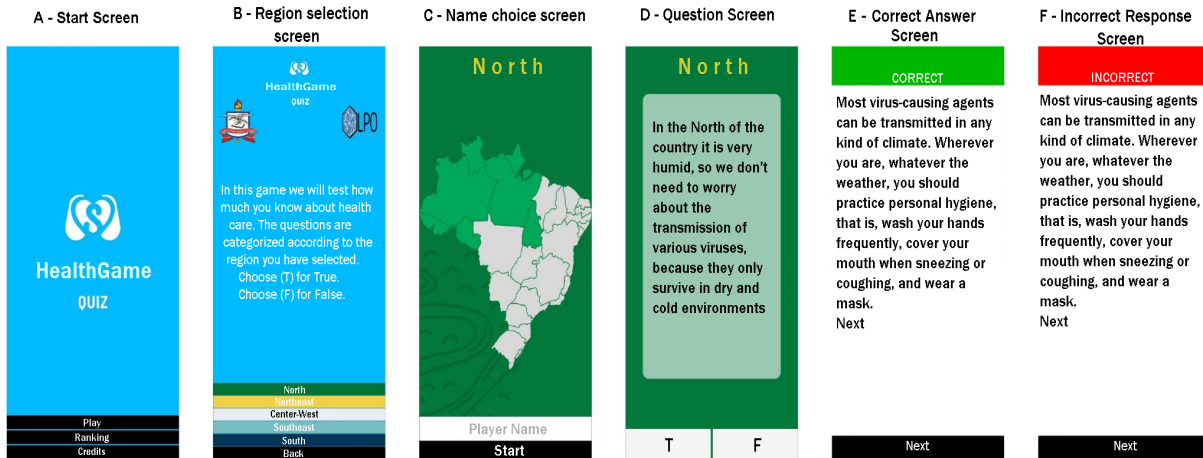 A - Start Screen
HealthGame
QUIZ
Play
Ranking
Credits
B - Region selection
screen
HealthGame
QUIZ
LPO
In this game we will test how
much you know about health
care. The questions are
categorized according to the
region you have selected.
Choose (T) for True.
Choose (F) for False.
North
Northeast
Center-West
Southeast
South
Back
C - Name choice screen
North
Player Name
Start
D - Question Screen
North
In the North of the
country it is very
humid, so we don't
need to worry
about the
transmission of
various viruses,
because they only
survive in dry and
cold environments
T
F
E - Correct Answer
Screen
CORRECT
Most virus-causing agents
can be transmitted in any
kind of climate. Wherever
you are, whatever the
weather, you should
practice personal hygiene,
that is, wash your hands
frequently, cover your
mouth when sneezing or
coughing, and wear a
mask.
Next
Next
F - Incorrect Response
Screen
INCORRECT
Most virus-causing agents
can be transmitted in any
kind of climate. Wherever
you are, whatever the
weather, you should
practice personal hygiene,
that is, wash your hands
frequently, cover your
mouth when sneezing or
coughing, and wear a
mask.
Next
Next